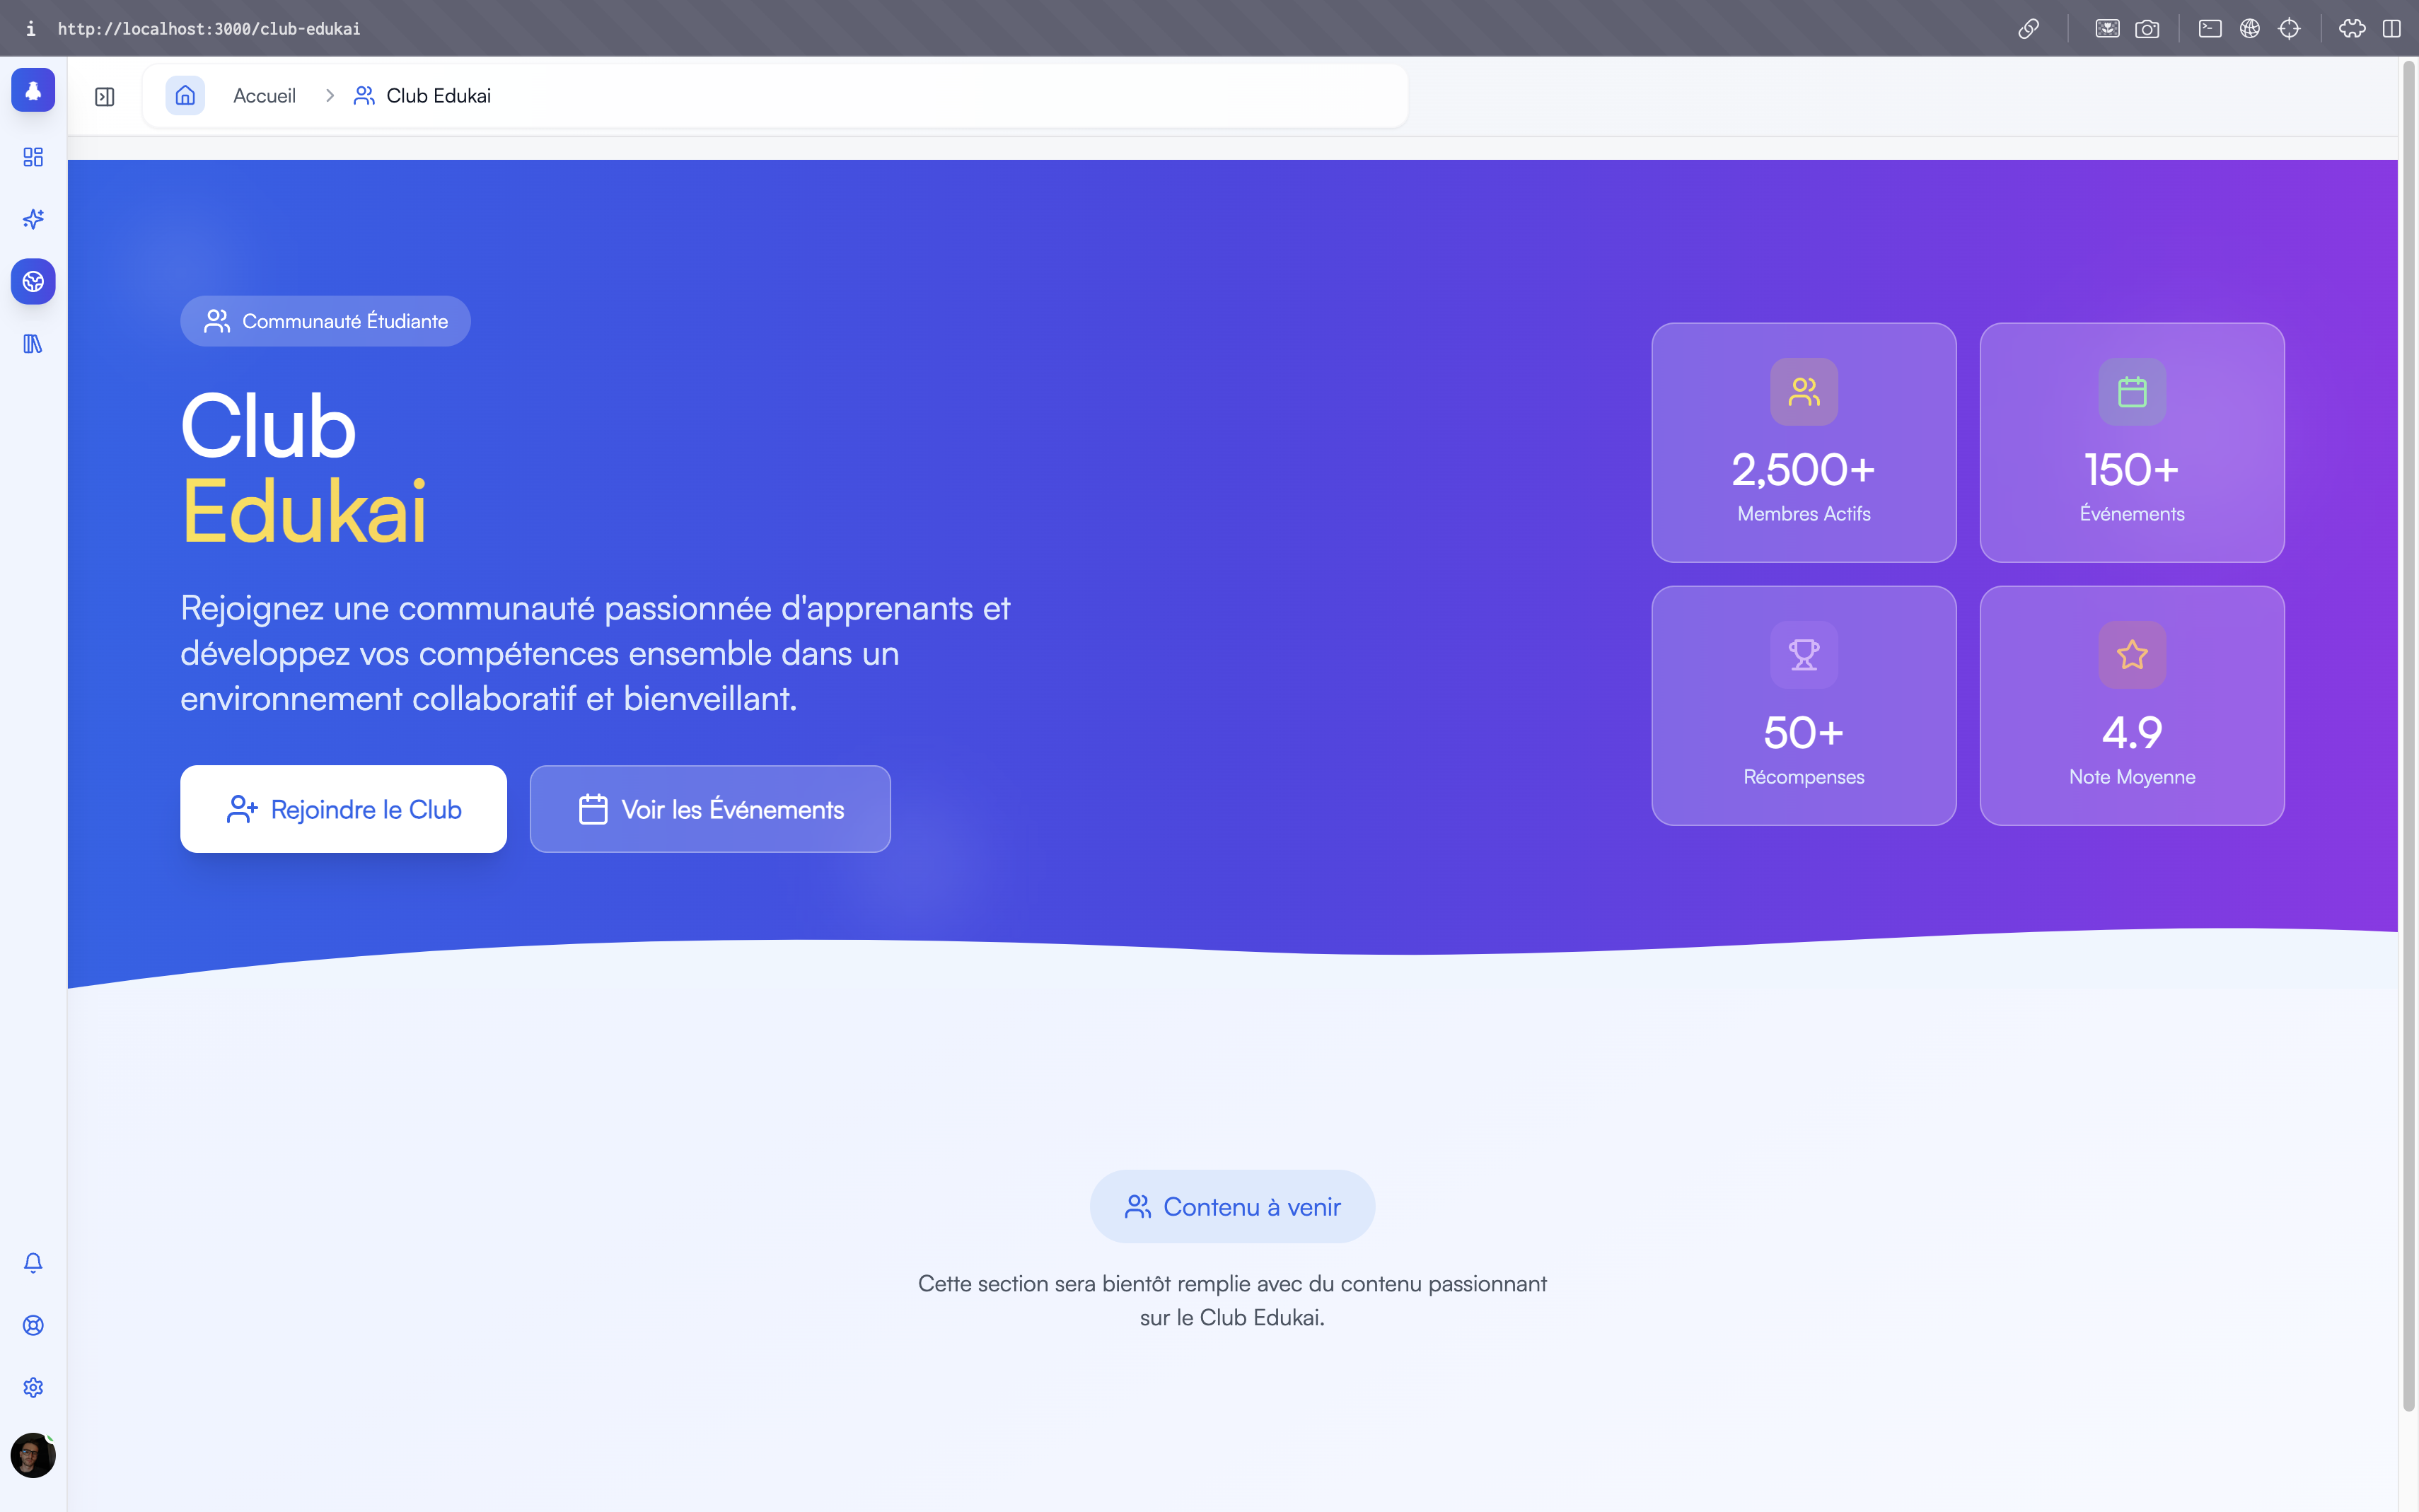 http://localhost:3000/club-edukai
Accueil
Club Edukai
Communauté Étudiante
Club
Edukai
Rejoignez une communauté passionnée d'apprenants et
développez vos compétences ensemble dans un
environnement collaboratif et bienveillant.
Rejoindre le Club
Voir les Événements
2,500+
Membres Actifs
150+
Événements
50+
Récompenses
4.9
Note Moyenne
Contenu à venir
Cette section sera bientôt remplie avec du contenu passionnant
sur le Club Edukai.